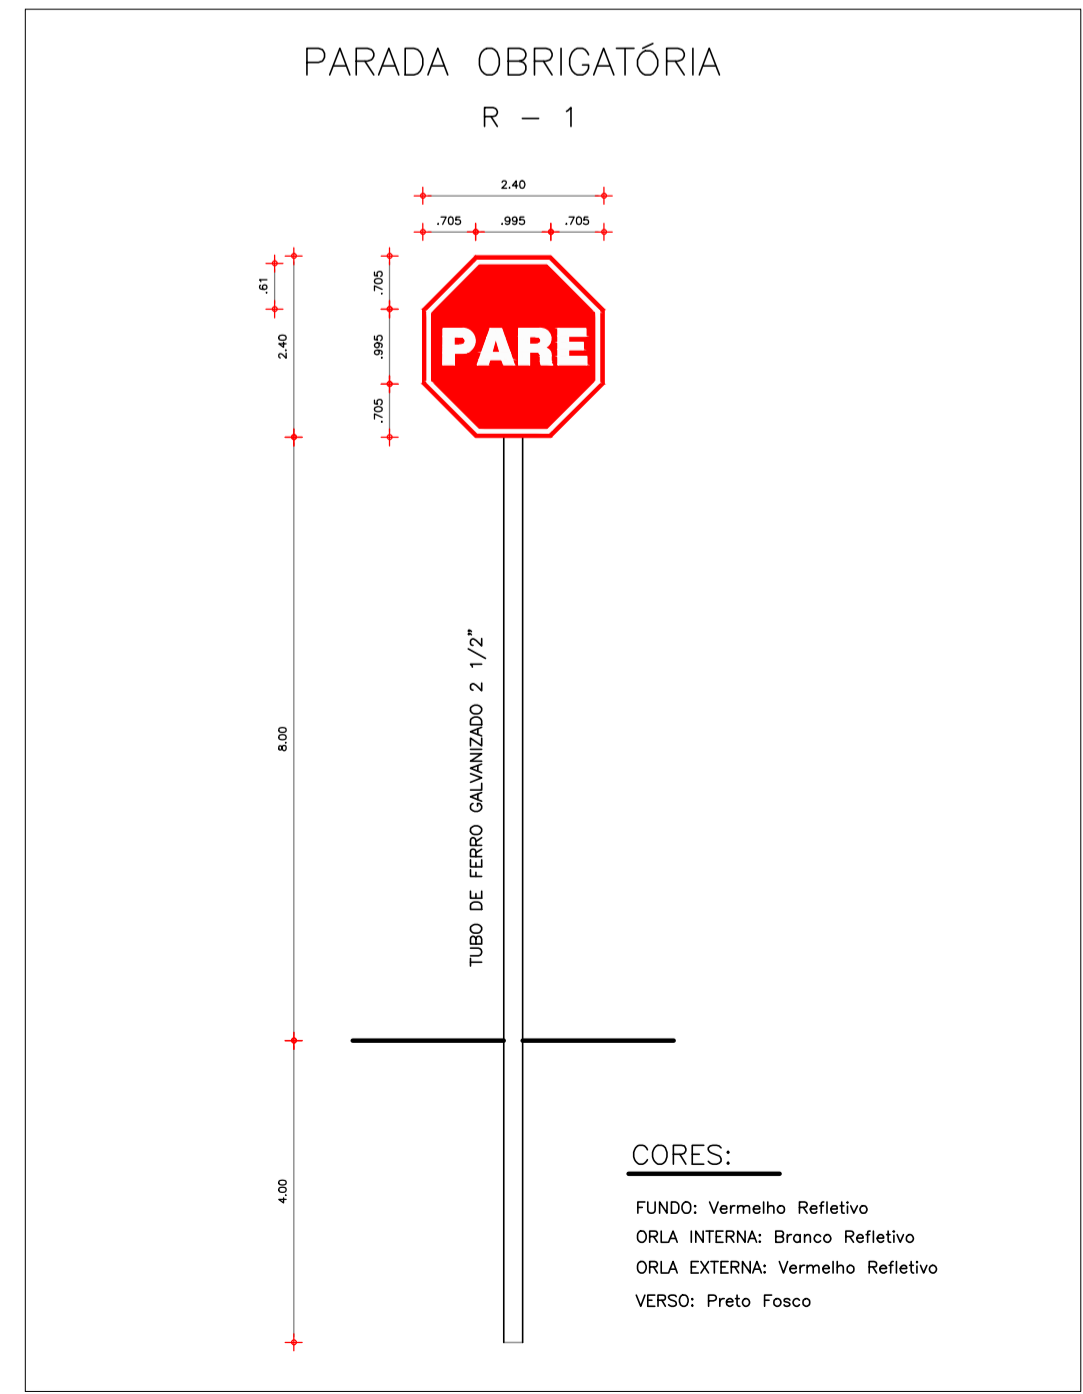 PARADA OBRIGATÓRIA
R - 1
2.40
.705 .995 .705
.61
2.40
.705
.995
.705
PARE
8.00
TUBO DE FERRO GALVANIZADO 2 1/2"
4.00
CORES:
FUNDO: Vermelho Refletivo
ORLA INTERNA: Branco Refletivo
ORLA EXTERNA: Vermelho Refletivo
VERSO: Preto Fosco